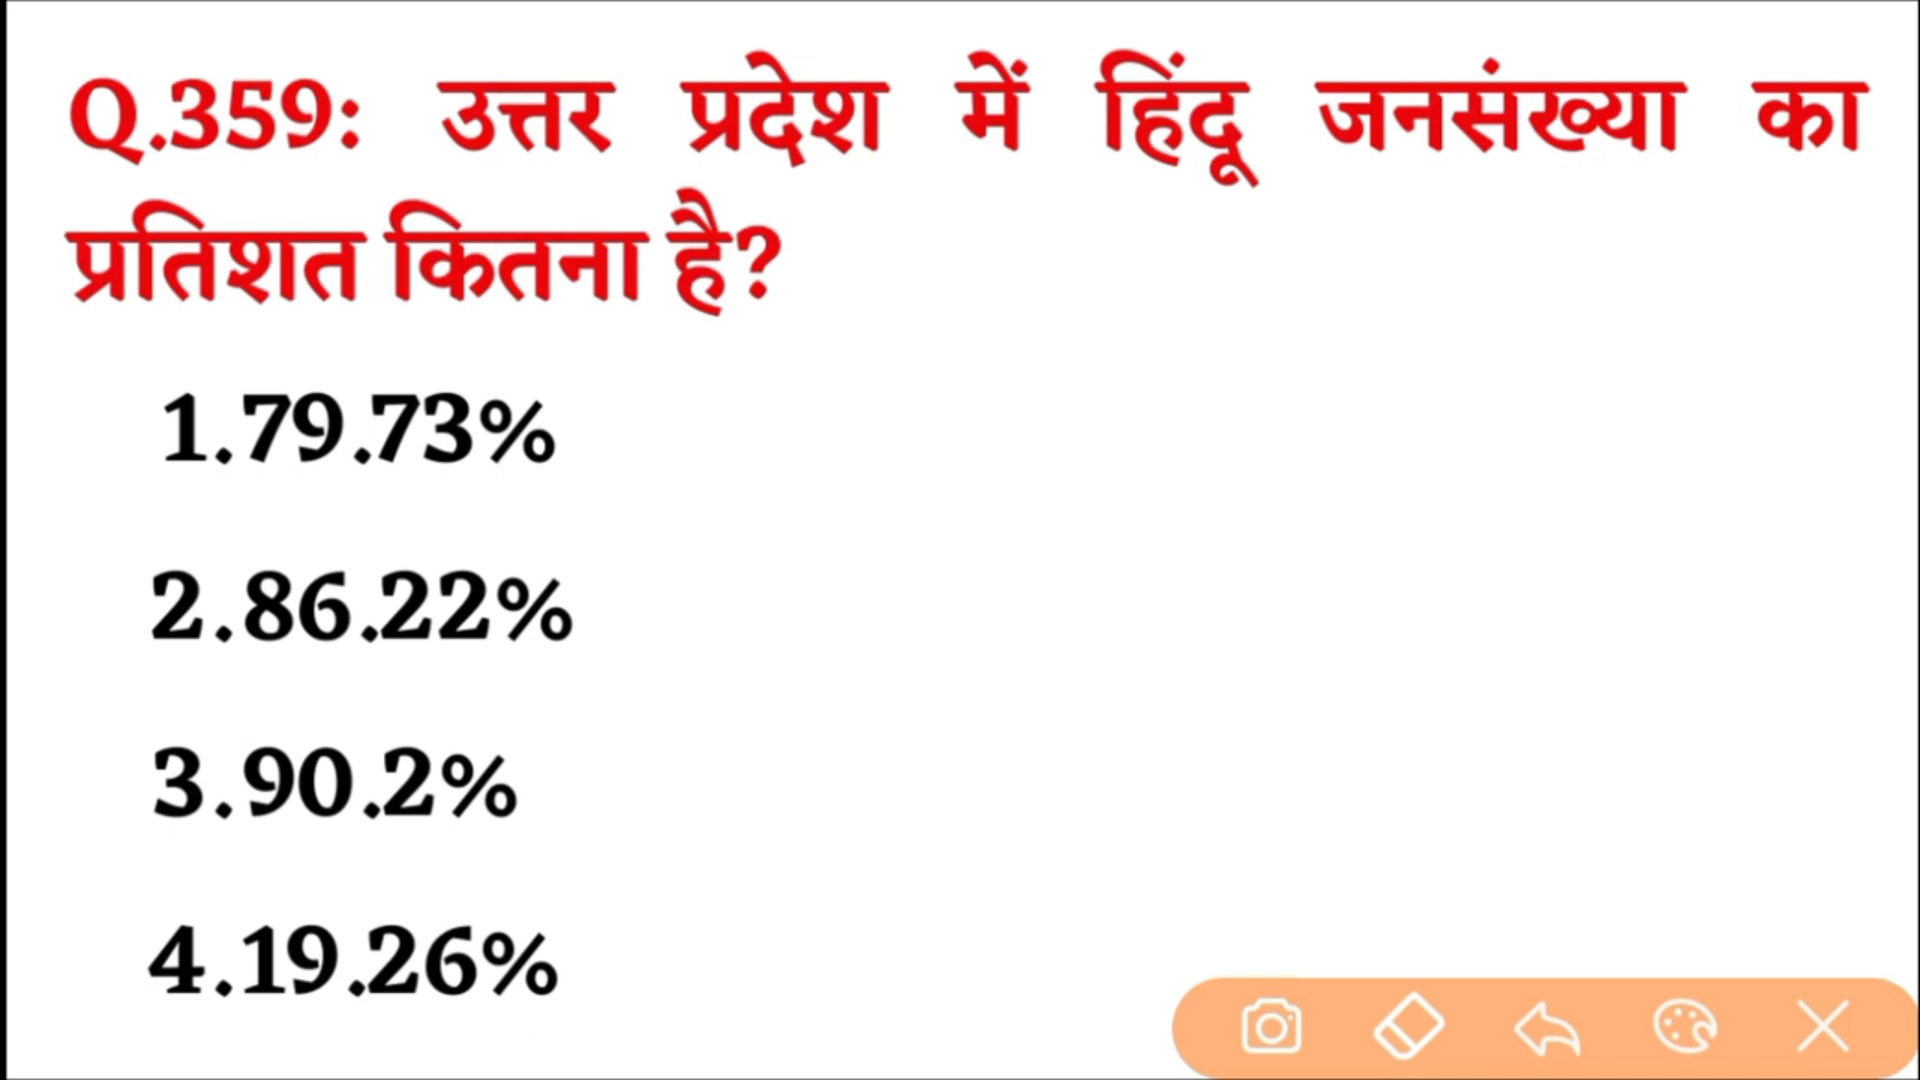 Q.359: उत्तर प्रदेश में हिंदू जनसंख्या का
प्रतिशत कितना है?
1.79.73%
2.86.22%
3.90.2%
4.19.26%